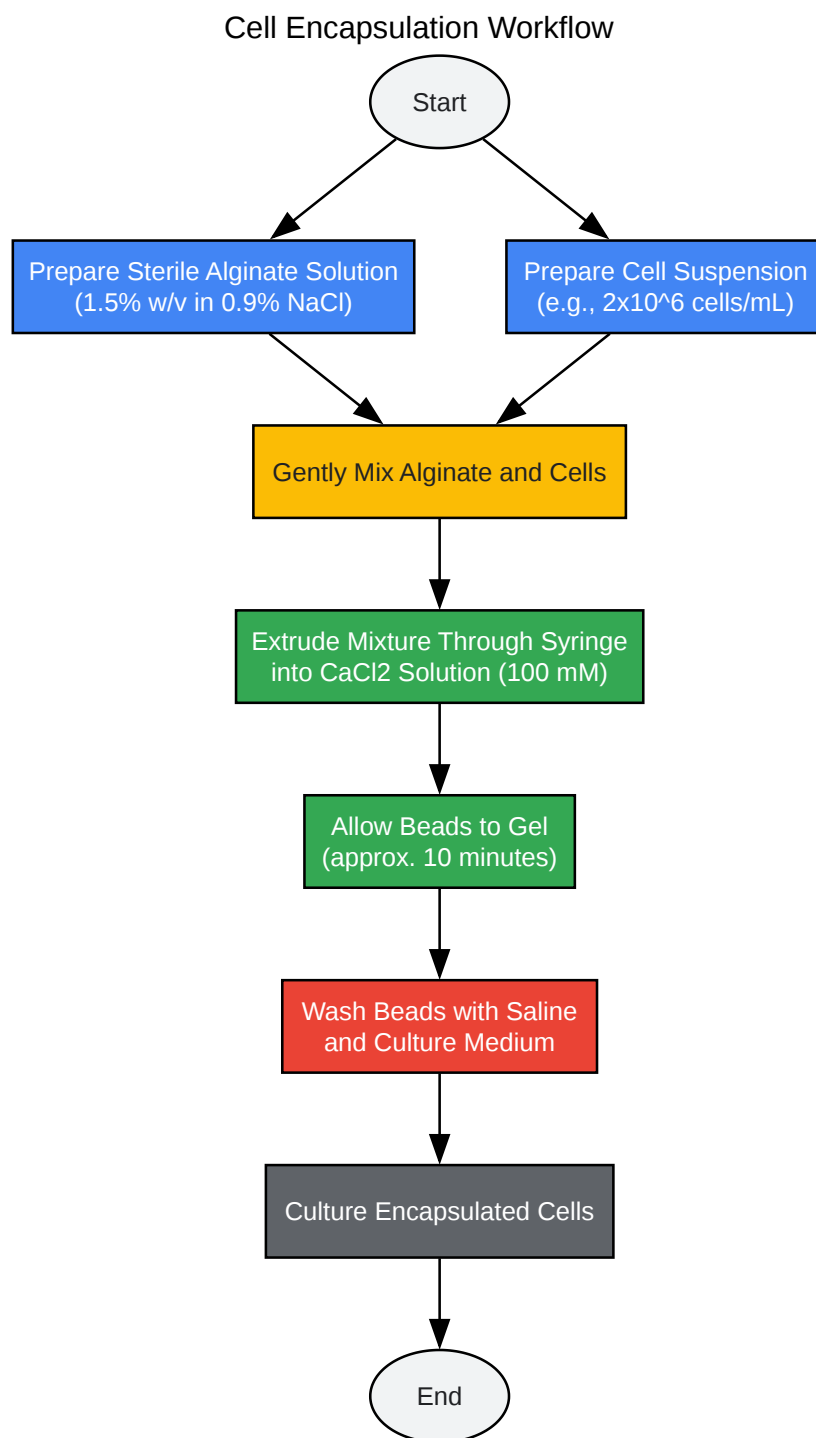 Cell Encapsulation Workflow
Start
Prepare Sterile Alginate Solution
(1.5% w/v in 0.9% NaCl)
Prepare Cell Suspension
(e.g., 2x10^6 cells/mL)
Gently Mix Alginate and Cells
Extrude Mixture Through Syringe
into CaCl2 Solution (100 mM)
Allow Beads to Gel
(approx. 10 minutes)
Wash Beads with Saline
and Culture Medium
Culture Encapsulated Cells
End